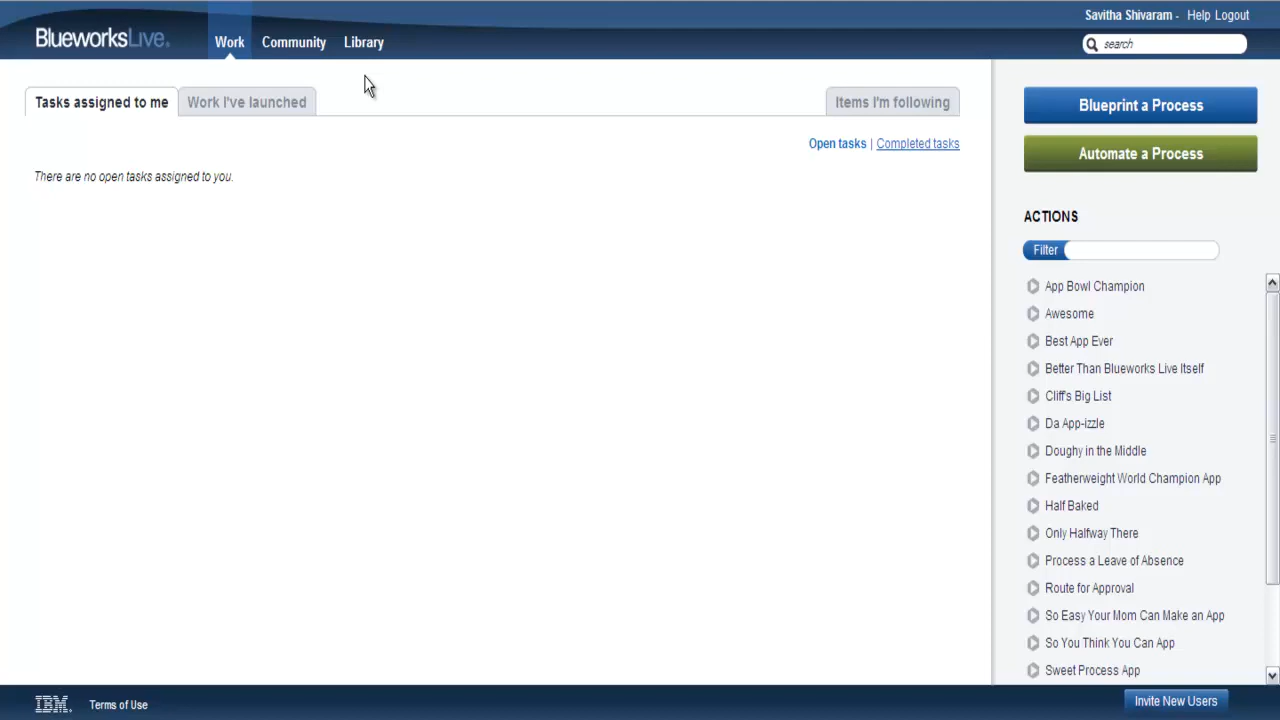 Savitha Shivaram - Help Logout
BlueworksLive.
Work Community Library
search
Tasks assigned to me Work I've launched Items I'm following
Open tasks | Completed tasks
There are no open tasks assigned to you.
Blueprint a Process
Automate a Process
ACTIONS
Filter
App Bowl Champion
Awesome
Best App Ever
Better Than Blueworks Live Itself
Cliff's Big List
Da App-izzle
Doughy in the Middle
Featherweight World Champion App
Half Baked
Only Halfway There
Process a Leave of Absence
Route for Approval
So Easy Your Mom Can Make an App
So You Think You Can App
Sweet Process App
IBM. Terms of Use
Invite New Users